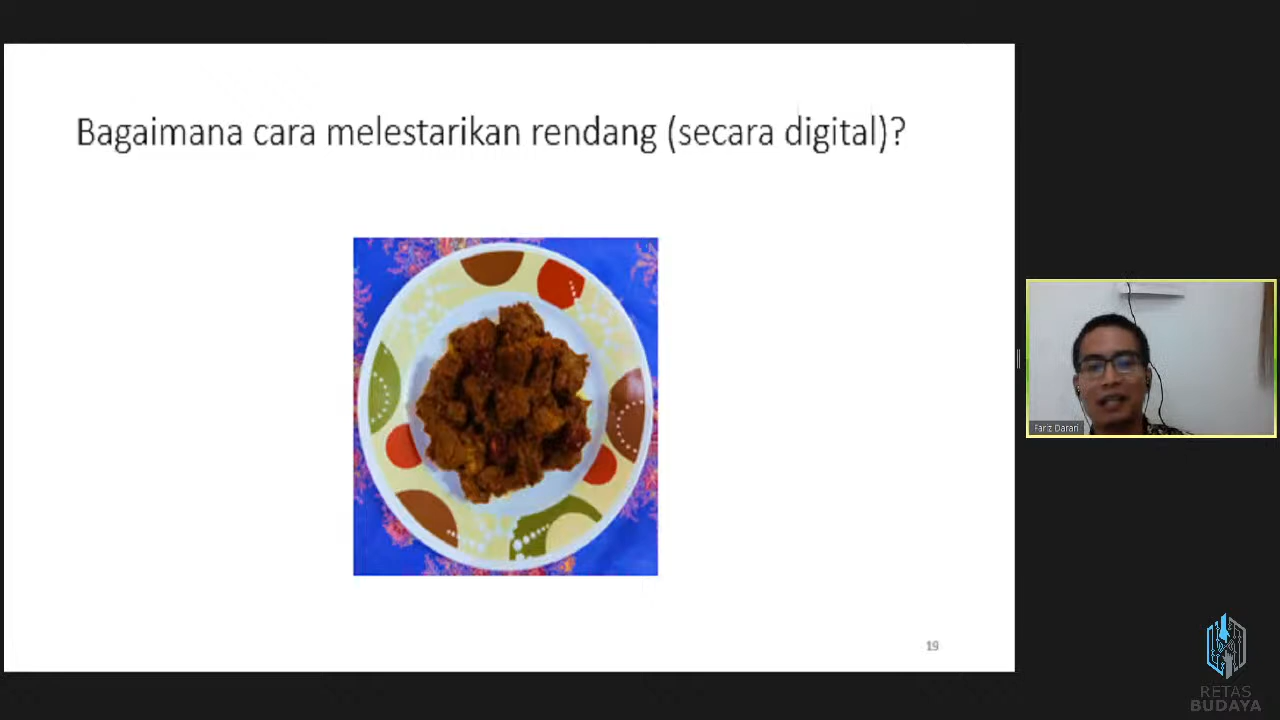 Bagaimana cara melestarikan rendang (secara digital)?
Fariz Darari
19
RETAS
BUDAYA